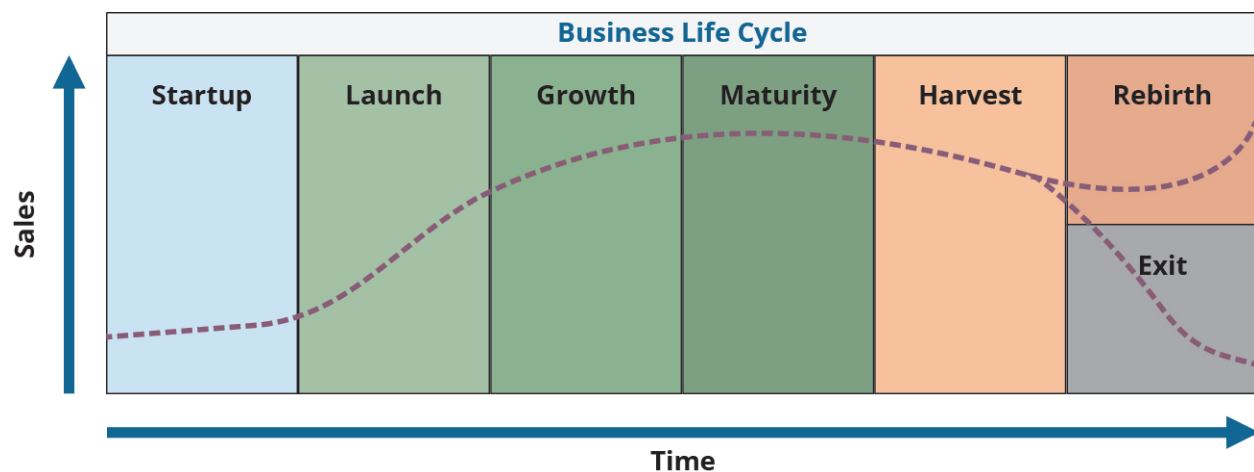 Business Life Cycle
Startup Launch Growth Maturity Harvest Rebirth
Exit
Sales
Time